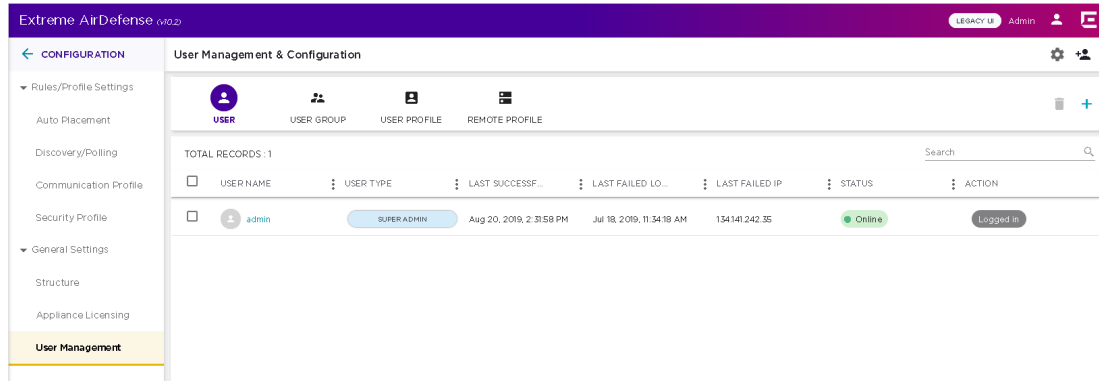 Extreme AirDefense (v10.2)
LEGACY UI Admin
CONFIGURATION
User Management & Configuration
Rules/Profile Settings
Auto Placement
Discovery/Polling
Communication Profile
Security Profile
General Settings
Structure
Appliance Licensing
User Management
USER USER GROUP USER PROFILE REMOTE PROFILE
TOTAL RECORDS : 1
Search
USER NAME USER TYPE LAST SUCCESSF... LAST FAILED LO... LAST FAILED IP STATUS ACTION
admin SUPER ADMIN Aug 20, 2019, 2:31:58 PM Jul 18, 2019, 11:34:18 AM 134.141.242.35 Online Logged in